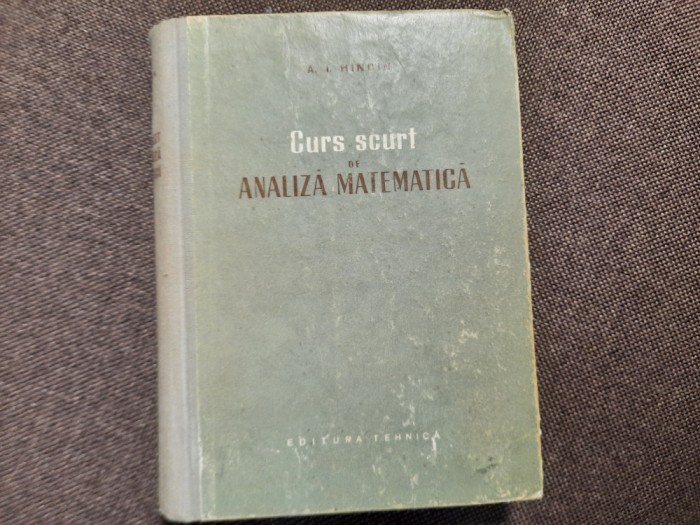 A. I. HINCIN
Curs scurt
DE
ANALIZĂ MATEMATICĂ
EDITURA TEHNICĂ